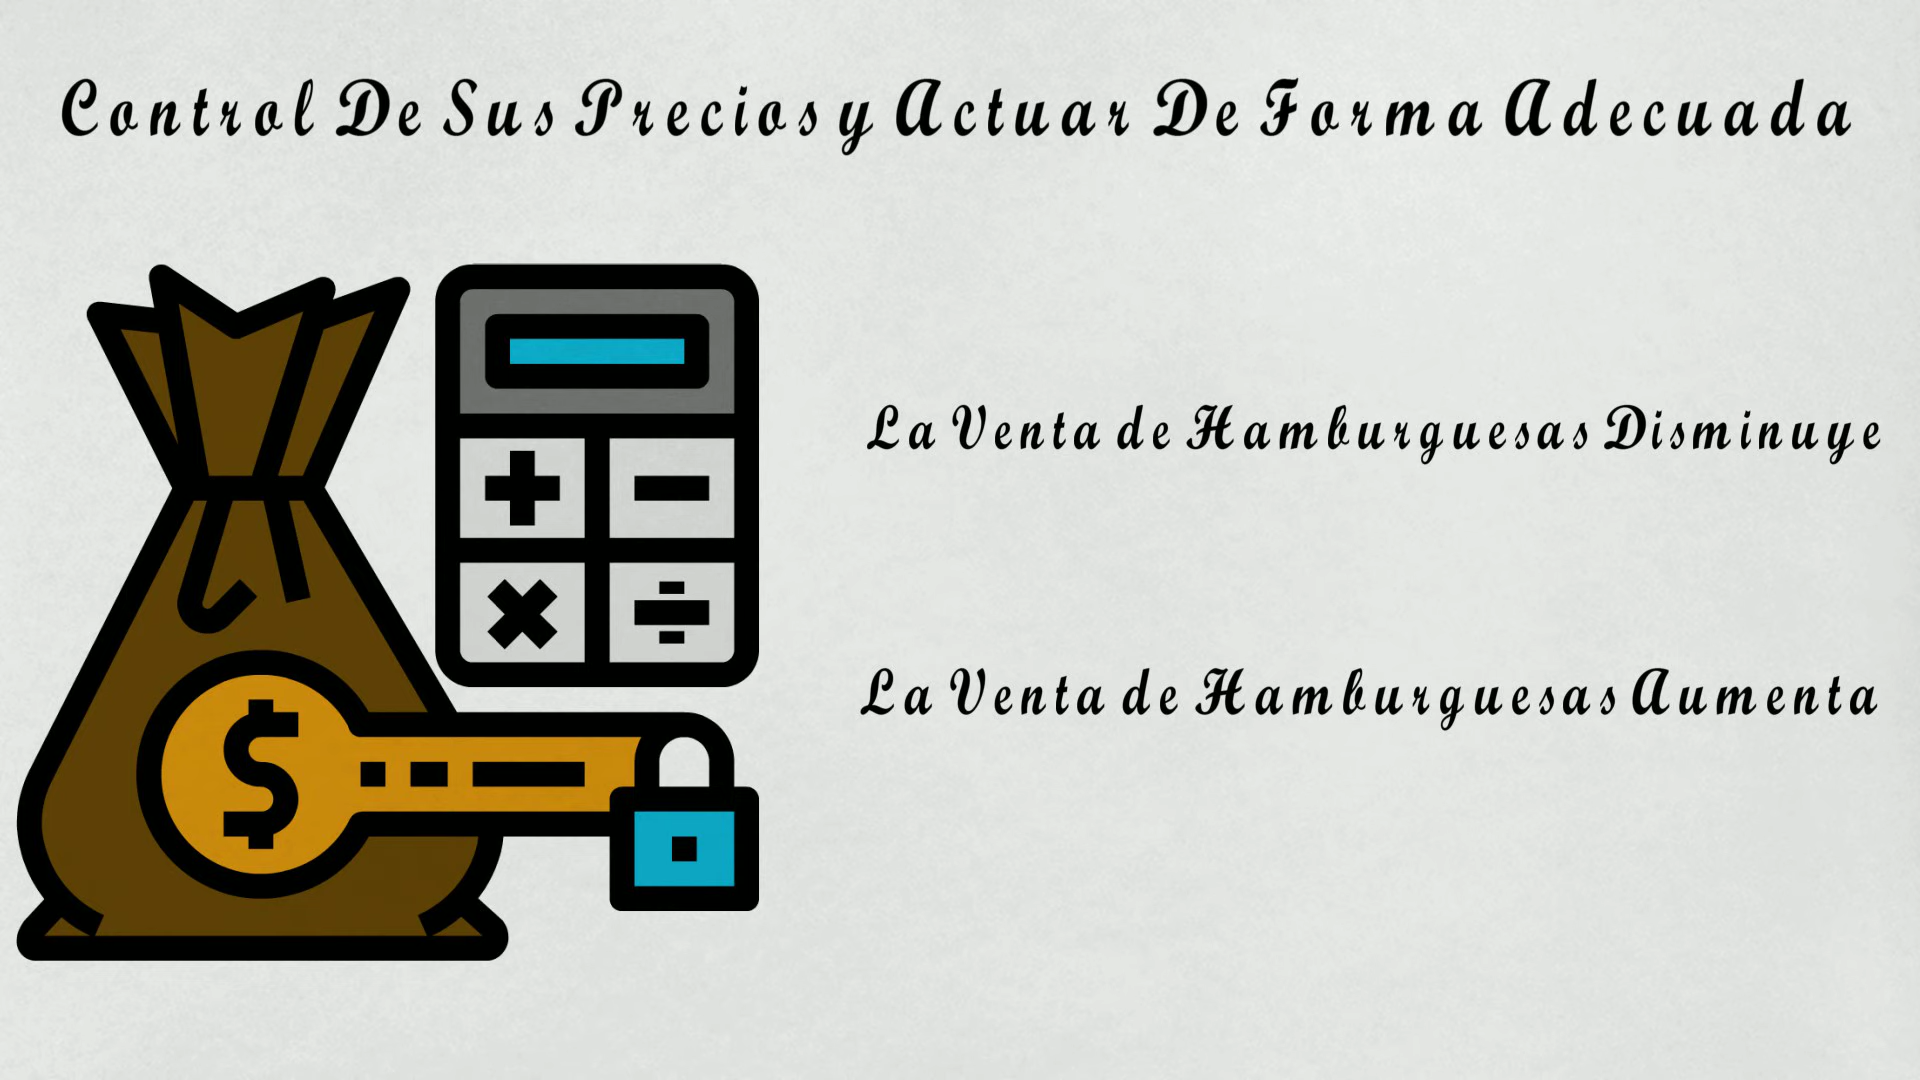 Control De Sus Precios y Actuar De Forma Adecuada
La Venta de Hamburguesas Disminuye
La Venta de Hamburguesas Aumenta
$